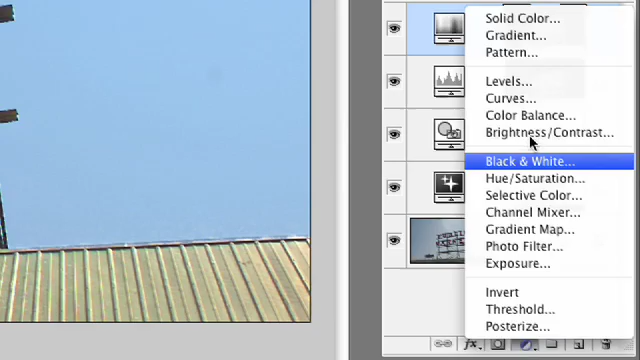 Solid Color...
Gradient...
Pattern...
Levels...
Curves...
Color Balance...
Brightness/Contrast...
Black & White...
Hue/Saturation...
Selective Color...
Channel Mixer...
Gradient Map...
Photo Filter...
Exposure...
Invert
Threshold...
Posterize...
fx